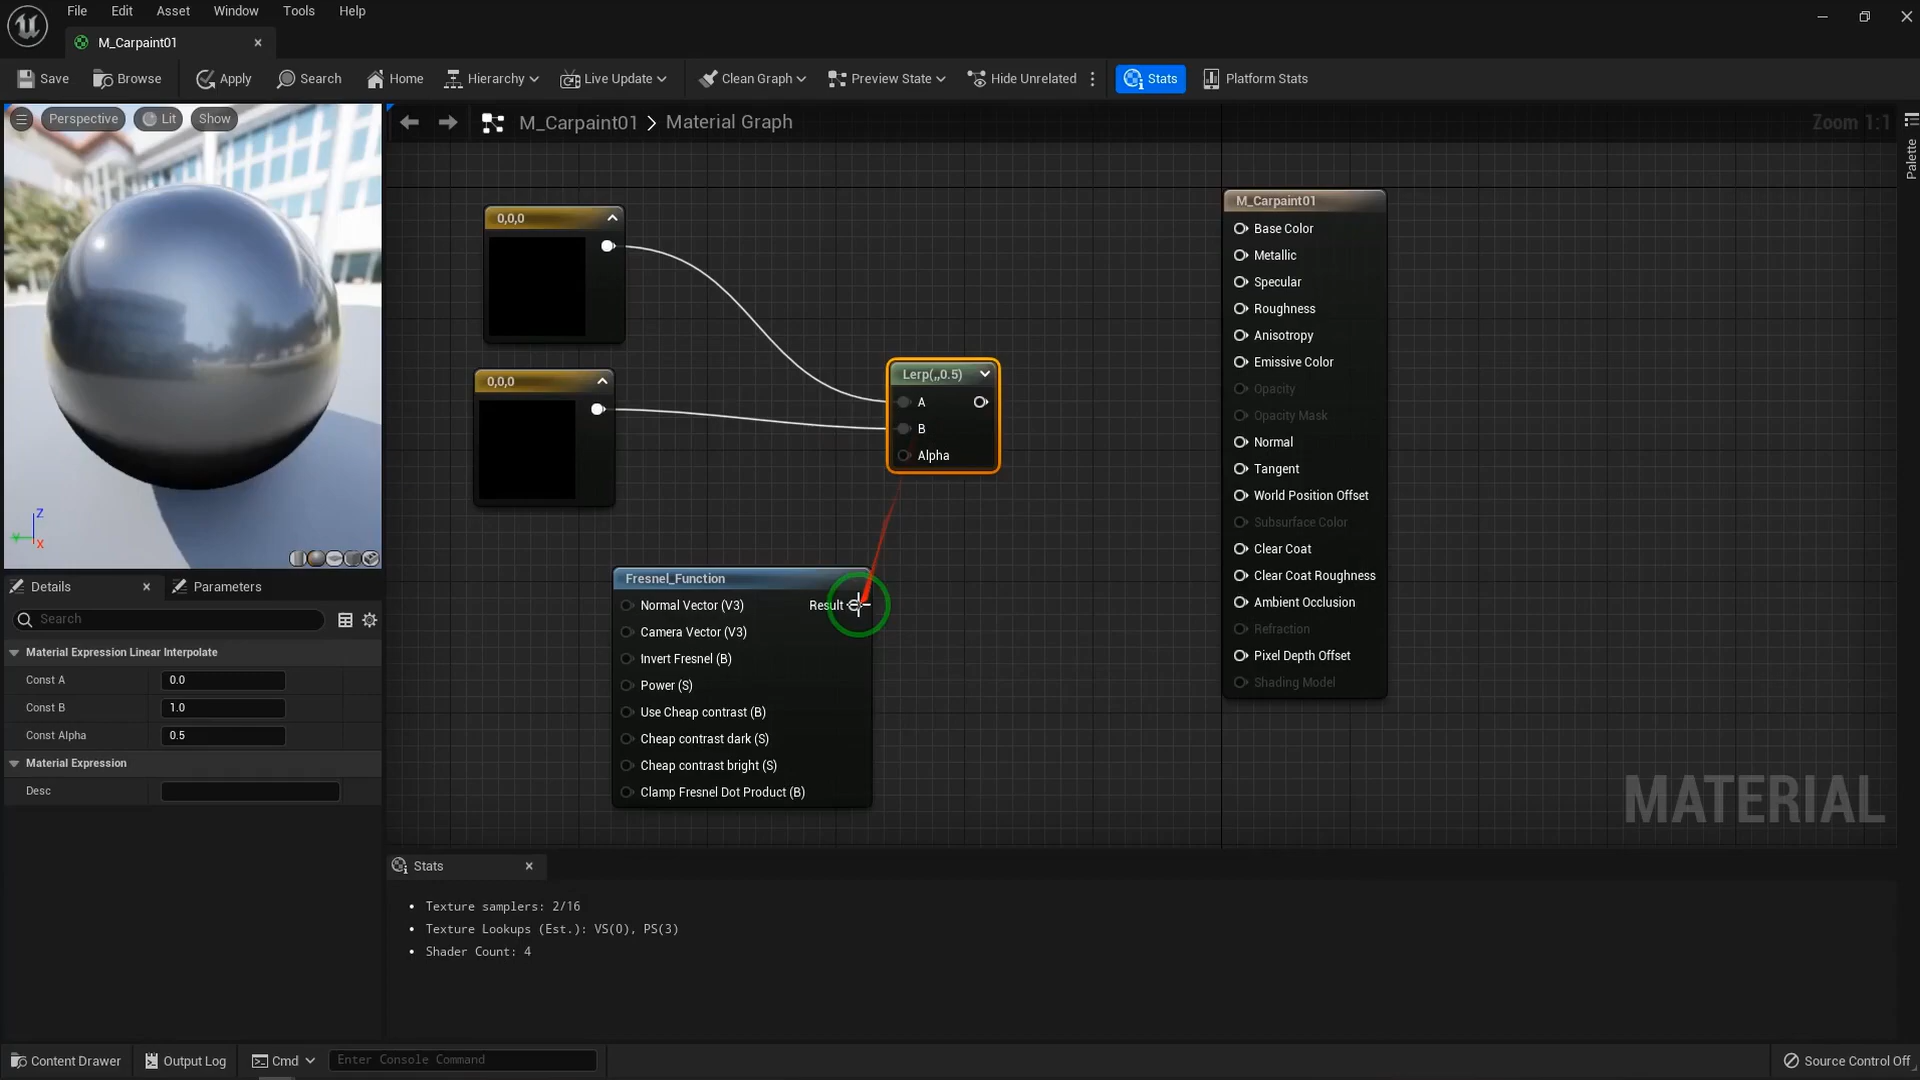 File Edit Asset Window Tools Help
M_Carpaint01
Save Browse Apply Search Home Hierarchy Live Update Clean Graph Preview State Hide Unrelated Stats Platform Stats
Perspective Lit Show
M_Carpaint01 > Material Graph
Zoom 1:1
Palette
0,0,0
0,0,0
Lerp(,,0.5)
A
B
Alpha
Fresnel_Function
Normal Vector (V3) Result
Camera Vector (V3)
Invert Fresnel (B)
Power (S)
Use Cheap contrast (B)
Cheap contrast dark (S)
Cheap contrast bright (S)
Clamp Fresnel Dot Product (B)
M_Carpaint01
Base Color
Metallic
Specular
Roughness
Anisotropy
Emissive Color
Opacity
Opacity Mask
Normal
Tangent
World Position Offset
Subsurface Color
Clear Coat
Clear Coat Roughness
Ambient Occlusion
Refraction
Pixel Depth Offset
Shading Model
MATERIAL
Z
Y
X
Details Parameters
Search
Material Expression Linear Interpolate
Const A 0.0
Const B 1.0
Const Alpha 0.5
Material Expression
Desc
Stats
Texture samplers: 2/16
Texture Lookups (Est.): VS(0), PS(3)
Shader Count: 4
Content Drawer Output Log Cmd Enter Console Command Source Control Off